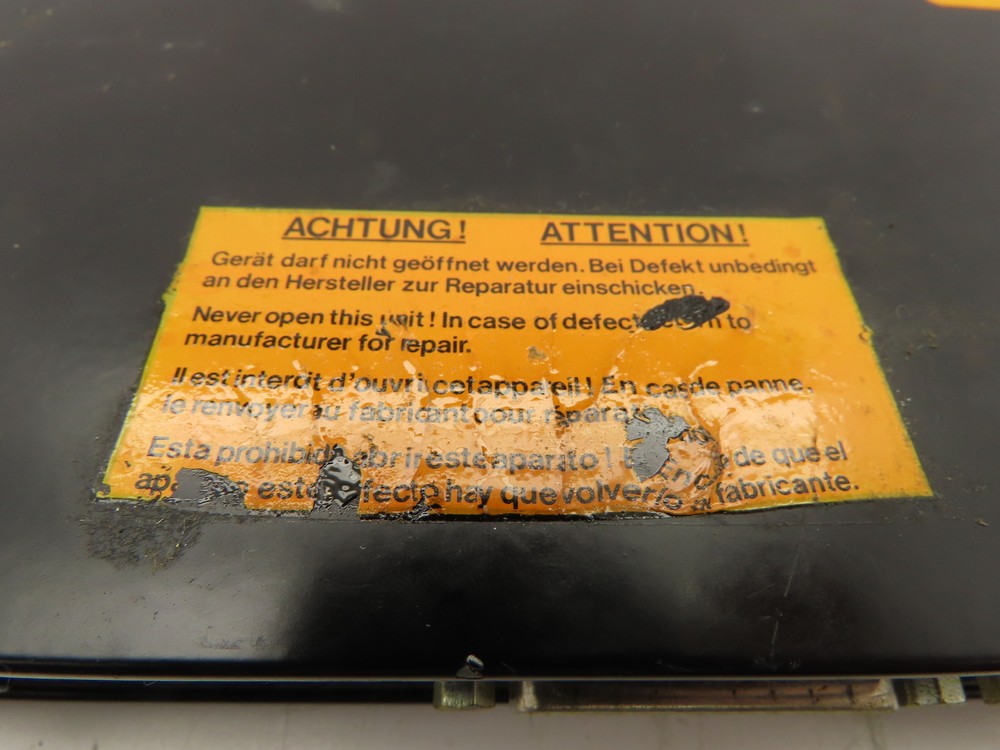 ACHTUNG! ATTENTION!
Gerät darf nicht geöffnet werden. Bei Defekt unbedingt
an den Hersteller zur Reparatur einschicken.
Never open this unit! In case of defect to
manufacturer for repair.
Il est interdit d'ouvrir cet appareil! En cas de panne,
le renvoyer au fabricant pour
Esta prohibido abrir este aparato! de que el
este hay que volver fabricante.